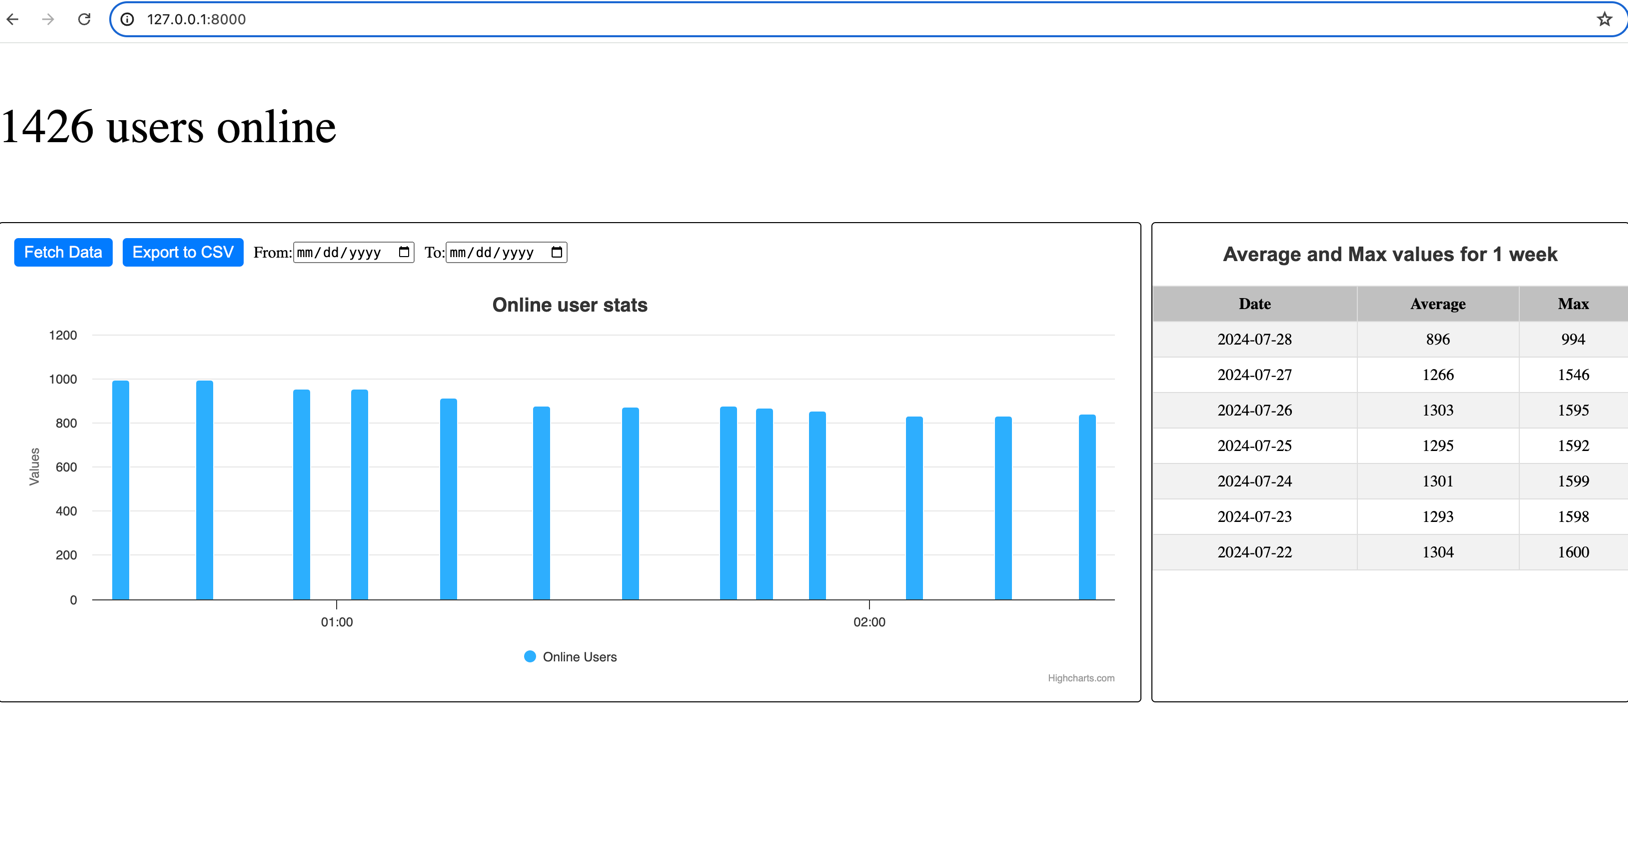 127.0.0.1:8000
1426 users online
Fetch Data Export to CSV From: mm/dd/yyyy To: mm/dd/yyyy
Online user stats
1200
1000
800
600
400
200
0
Values
01:00 02:00
Online Users
Highcharts.com
Average and Max values for 1 week
Date Average Max
2024-07-28 896 994
2024-07-27 1266 1546
2024-07-26 1303 1595
2024-07-25 1295 1592
2024-07-24 1301 1599
2024-07-23 1293 1598
2024-07-22 1304 1600